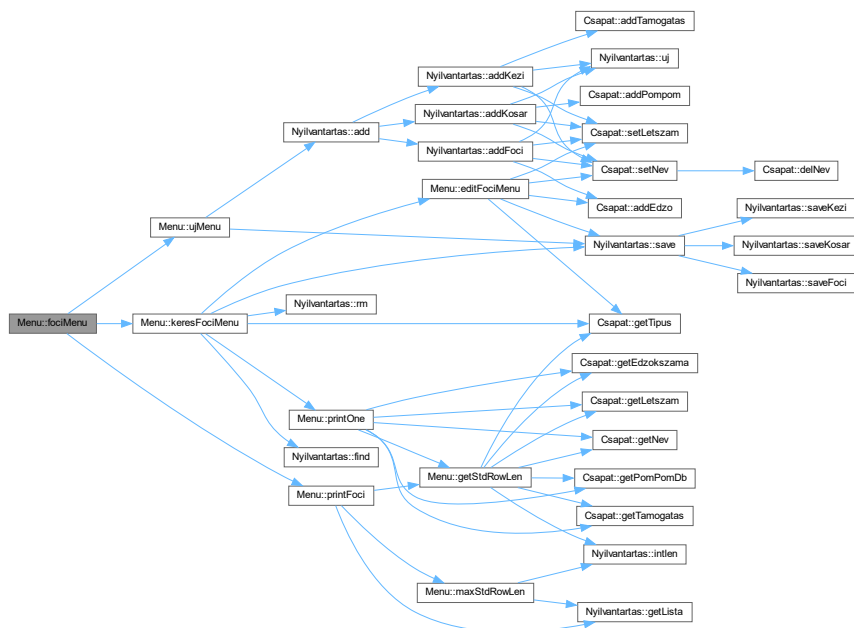 Menu::fociMenu
Menu::ujMenu
Menu::keresFociMenu
Nyilvantartas::add
Nyilvantartas::rm
Menu::printOne
Nyilvantartas::find
Menu::printFoci
Nyilvantartas::addKezi
Nyilvantartas::addKosar
Nyilvantartas::addFoci
Menu::editFociMenu
Menu::getStdRowLen
Menu::maxStdRowLen
Csapat::addTamogatas
Nyilvantartas::uj
Csapat::addPompom
Csapat::setLetszam
Csapat::setNev
Csapat::addEdzo
Nyilvantartas::save
Csapat::getTipus
Csapat::getEdzokszama
Csapat::getLetszam
Csapat::getNev
Csapat::getPomPomDb
Csapat::getTamogatas
Nyilvantartas::intlen
Nyilvantartas::getLista
Csapat::delNev
Nyilvantartas::saveKezi
Nyilvantartas::saveKosar
Nyilvantartas::saveFoci